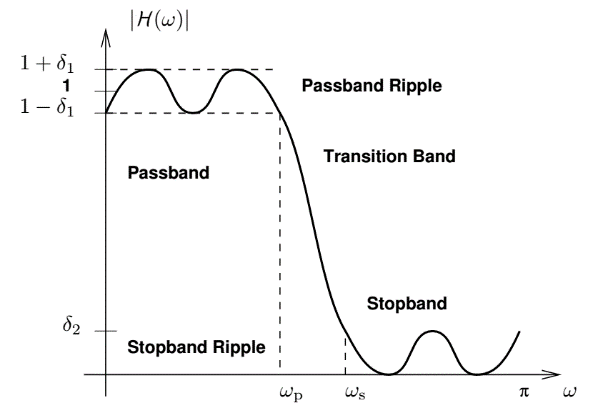 |H(ω)|
1 + δ₁
1
1 − δ₁
Passband Ripple
Transition Band
Passband
Stopband
δ₂
Stopband Ripple
ωₚ
ωₛ
π
ω